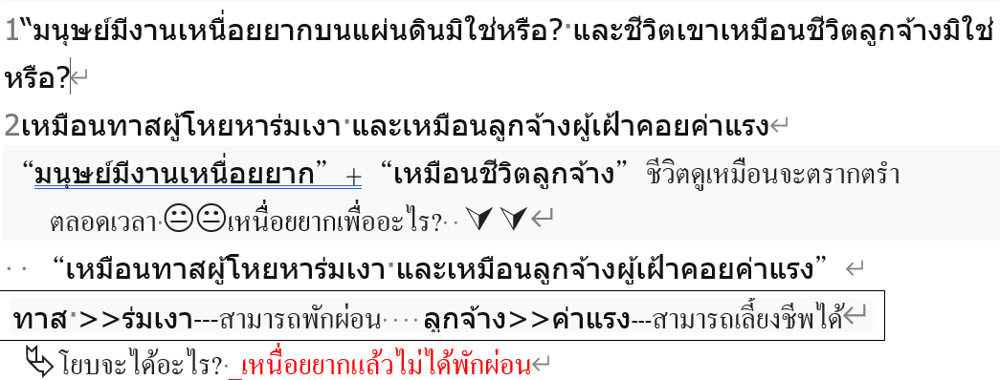 1“มนุษย์มีงานเหนื่อยยากบนแผ่นดินมิใช่หรือ? และชีวิตเขาเหมือนชีวิตลูกจ้างมิใช่
หรือ?
2เหมือนทาสผู้โหยหาร่มเงา และเหมือนลูกจ้างผู้เฝ้าคอยค่าแรง
“มนุษย์มีงานเหนื่อยยาก” + “เหมือนชีวิตลูกจ้าง” ชีวิตดูเหมือนจะตรากตรำ
ตลอดเวลา 😐😐เหนื่อยยากเพื่ออะไร? ⮛ ⮛
“เหมือนทาสผู้โหยหาร่มเงา และเหมือนลูกจ้างผู้เฝ้าคอยค่าแรง”
ทาส >>ร่มเงา---สามารถพักผ่อน ลูกจ้าง>>ค่าแรง---สามารถเลี้ยงชีพได้
โยบจะได้อะไร? _เหนื่อยยากแล้วไม่ได้พักผ่อน